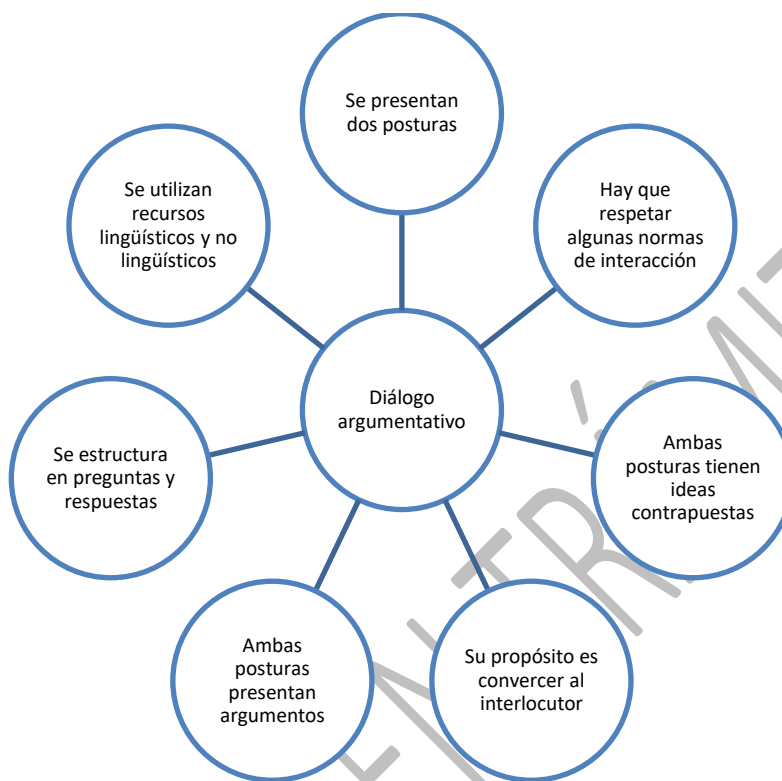 Se presentan
dos posturas
Se utilizan
recursos
lingüísticos y no
lingüísticos
Hay que
respetar
algunas normas
de interacción
Diálogo
argumentativo
Se estructura
en preguntas y
respuestas
Ambas
posturas tienen
ideas
contrapuestas
Ambas
posturas
presentan
argumentos
Su propósito es
convercer al
interlocutor